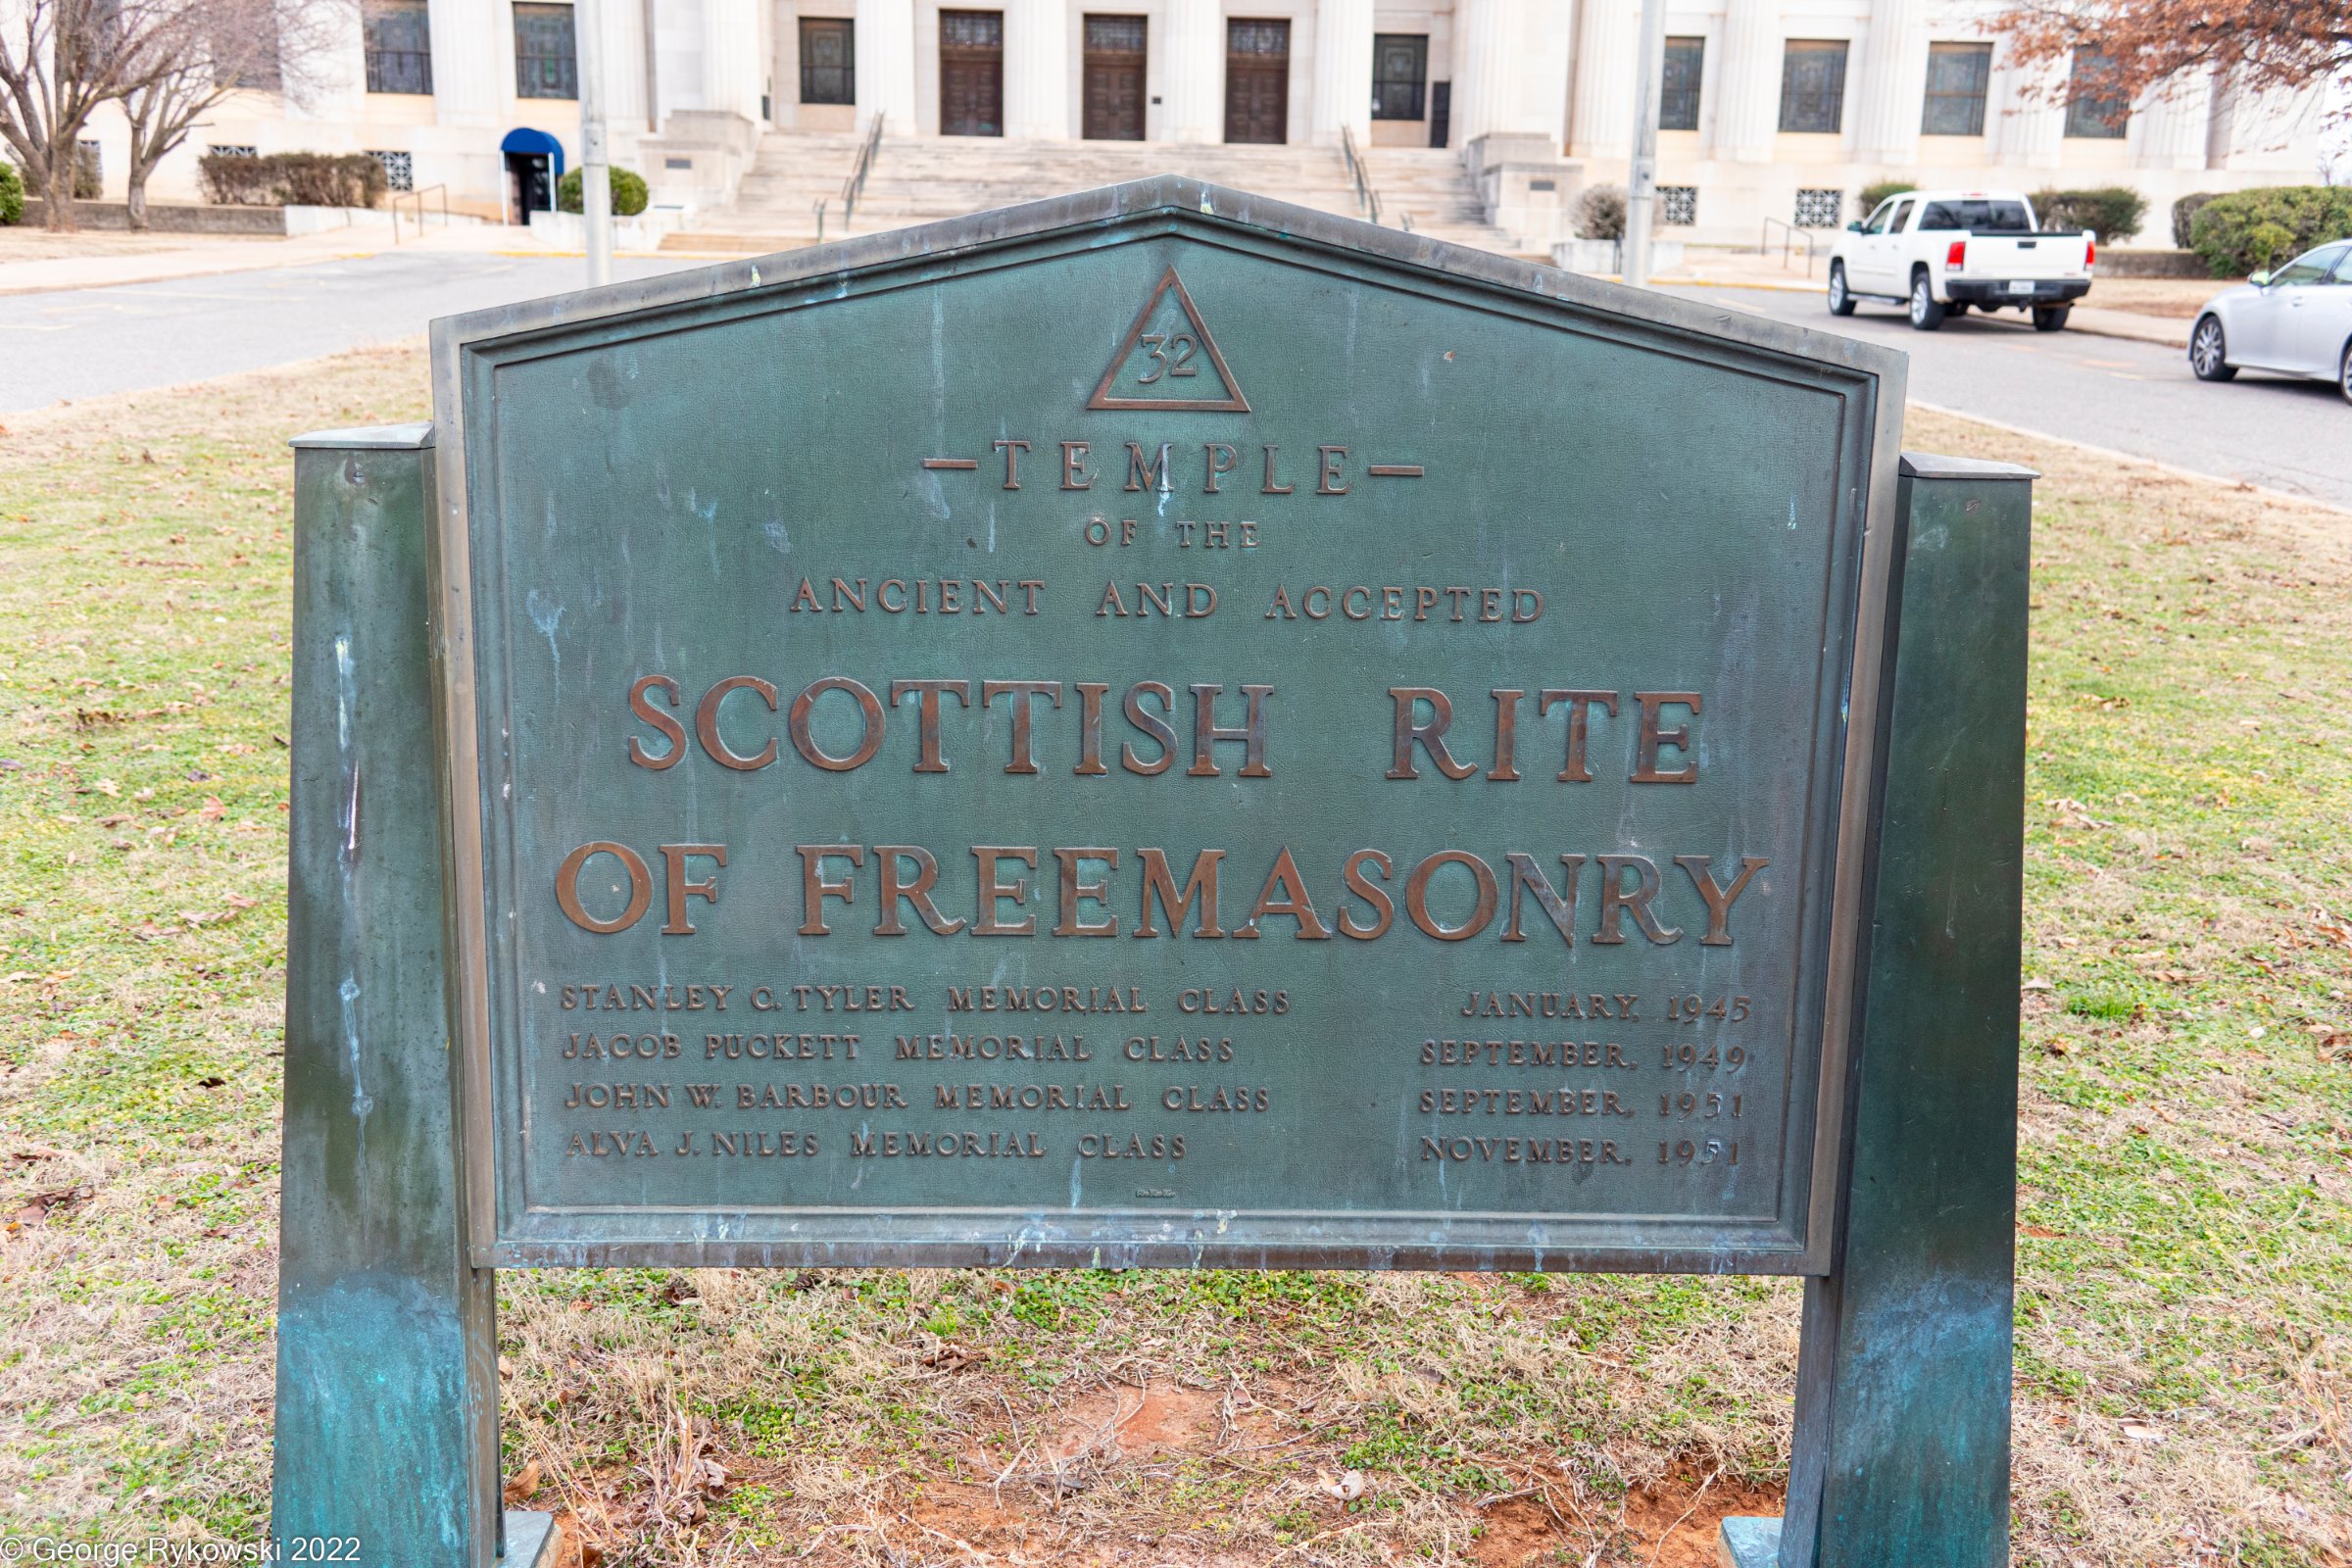 32
—TEMPLE—
OF THE
ANCIENT AND ACCEPTED
SCOTTISH RITE
OF FREEMASONRY
STANLEY C. TYLER MEMORIAL CLASS JANUARY, 1945
JACOB PUCKETT MEMORIAL CLASS SEPTEMBER, 1949
JOHN W. BARBOUR MEMORIAL CLASS SEPTEMBER, 1951
ALVA J. NILES MEMORIAL CLASS NOVEMBER, 1951
© George Rykowski 2022